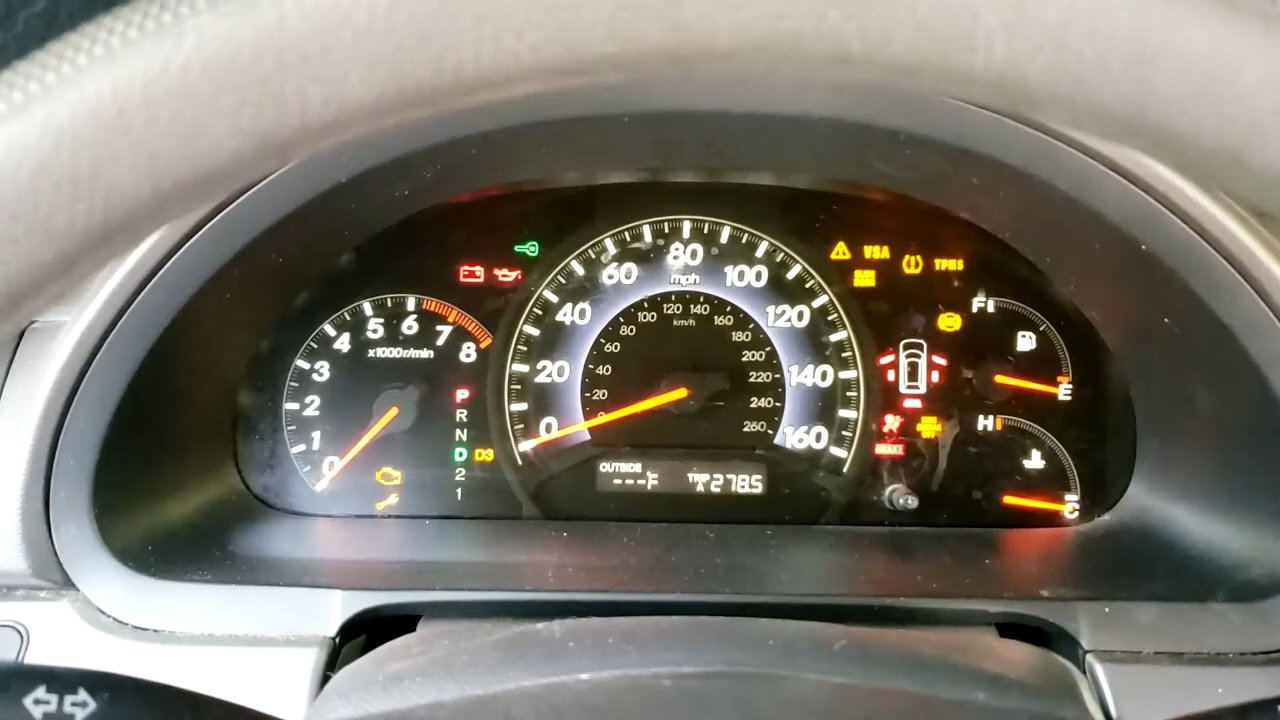 80
60
100
mph
40
120
20
140
0
160
120 140
100
160
km/h
80
180
60
200
40
220
20
240
0
260
VSA
TPMS
5
6
4
7
x1000r/min
8
3
2
1
0
P
R
N
D D3
2
1
F
E
H
C
BRAKE
OUTSIDE
---°F
TRIP
A 278.5